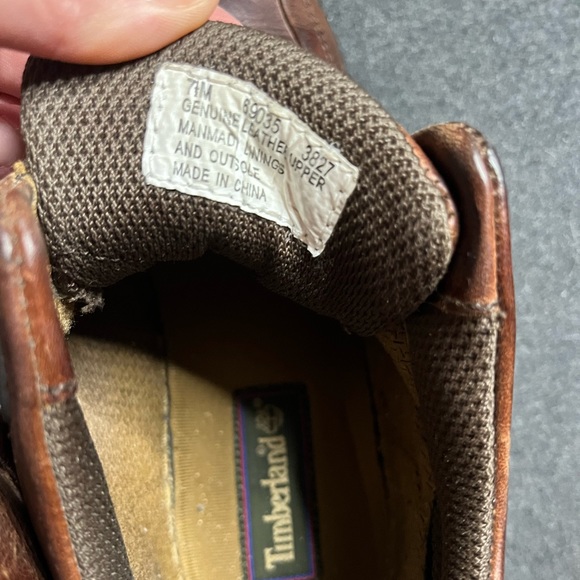 7M 69035 3827
GENUINE LEATHER UPPER
MANMADE LININGS
AND OUTSOLE
MADE IN CHINA
Timberland